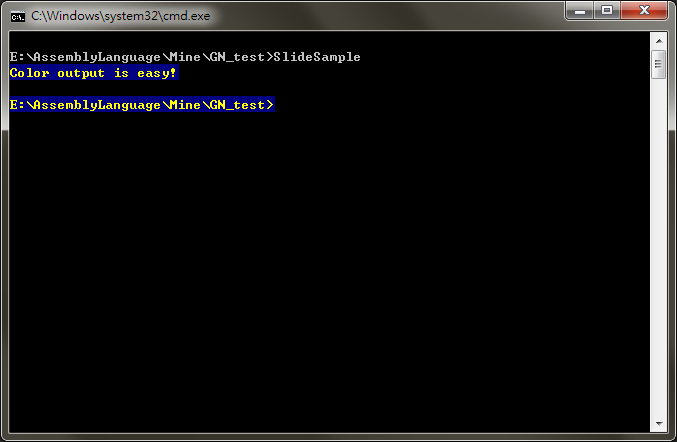 C:\Windows\system32\cmd.exe
E:\AssemblyLanguage\Mine\GN_test>SlideSample
Color output is easy!
E:\AssemblyLanguage\Mine\GN_test>